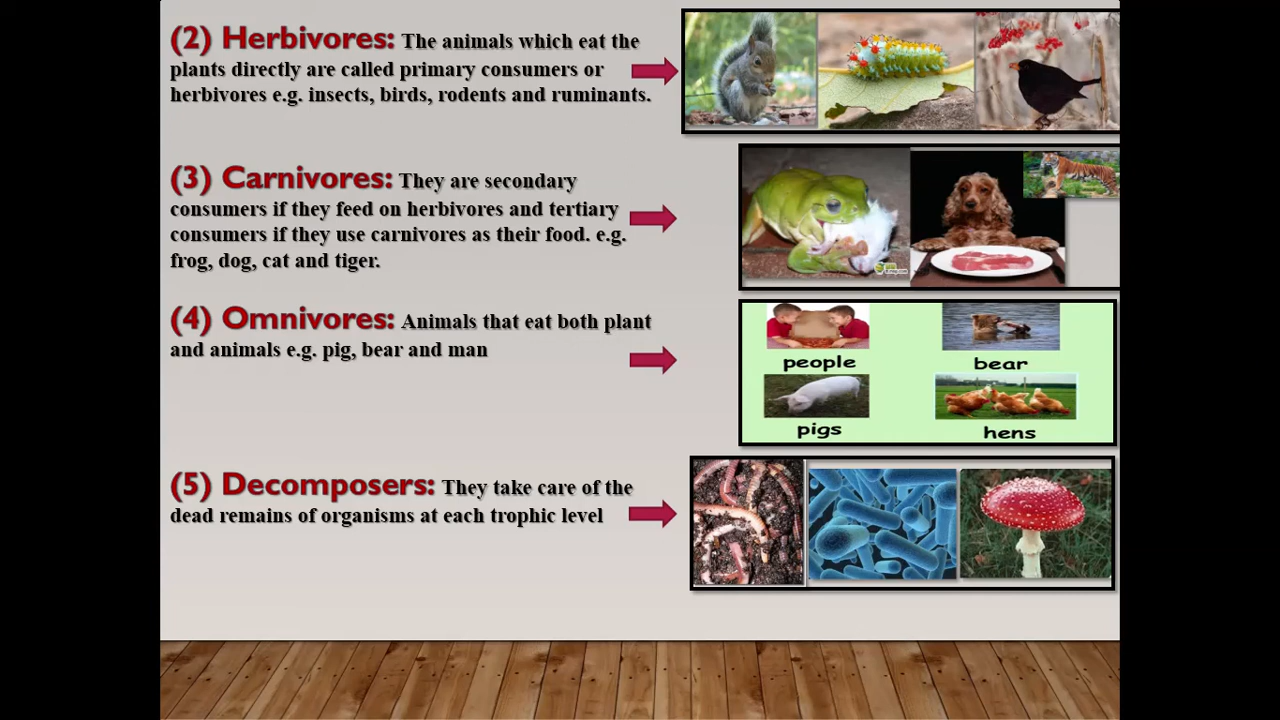 (2) Herbivores: The animals which eat the
plants directly are called primary consumers or
herbivores e.g. insects, birds, rodents and ruminants.
(3) Carnivores: They are secondary
consumers if they feed on herbivores and tertiary
consumers if they use carnivores as their food. e.g.
frog, dog, cat and tiger.
(4) Omnivores: Animals that eat both plant
and animals e.g. pig, bear and man
people
bear
pigs
hens
(5) Decomposers: They take care of the
dead remains of organisms at each trophic level